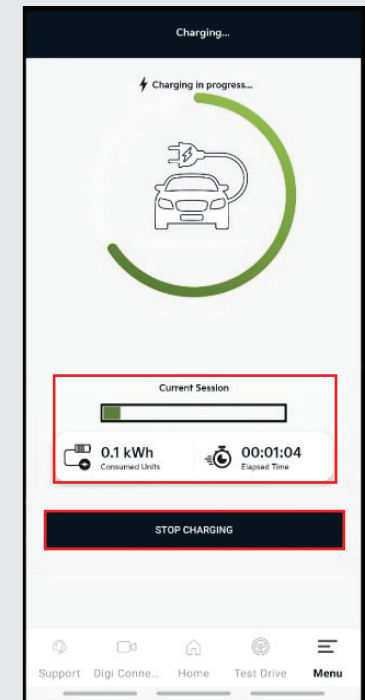 Charging...
Charging in progress...
Current Session
0.1 kWh
Consumed Units
00:01:04
Elapsed Time
STOP CHARGING
Support Digi Conne... Home Test Drive Menu